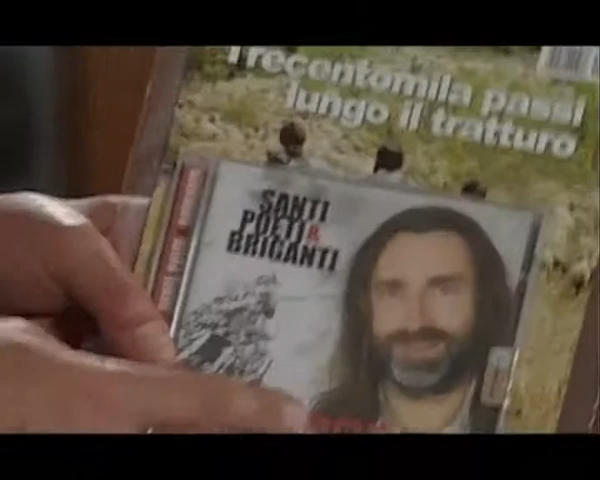 Trecentomila passi
lungo il tratturo
SANTI
POETI &
BRIGANTI